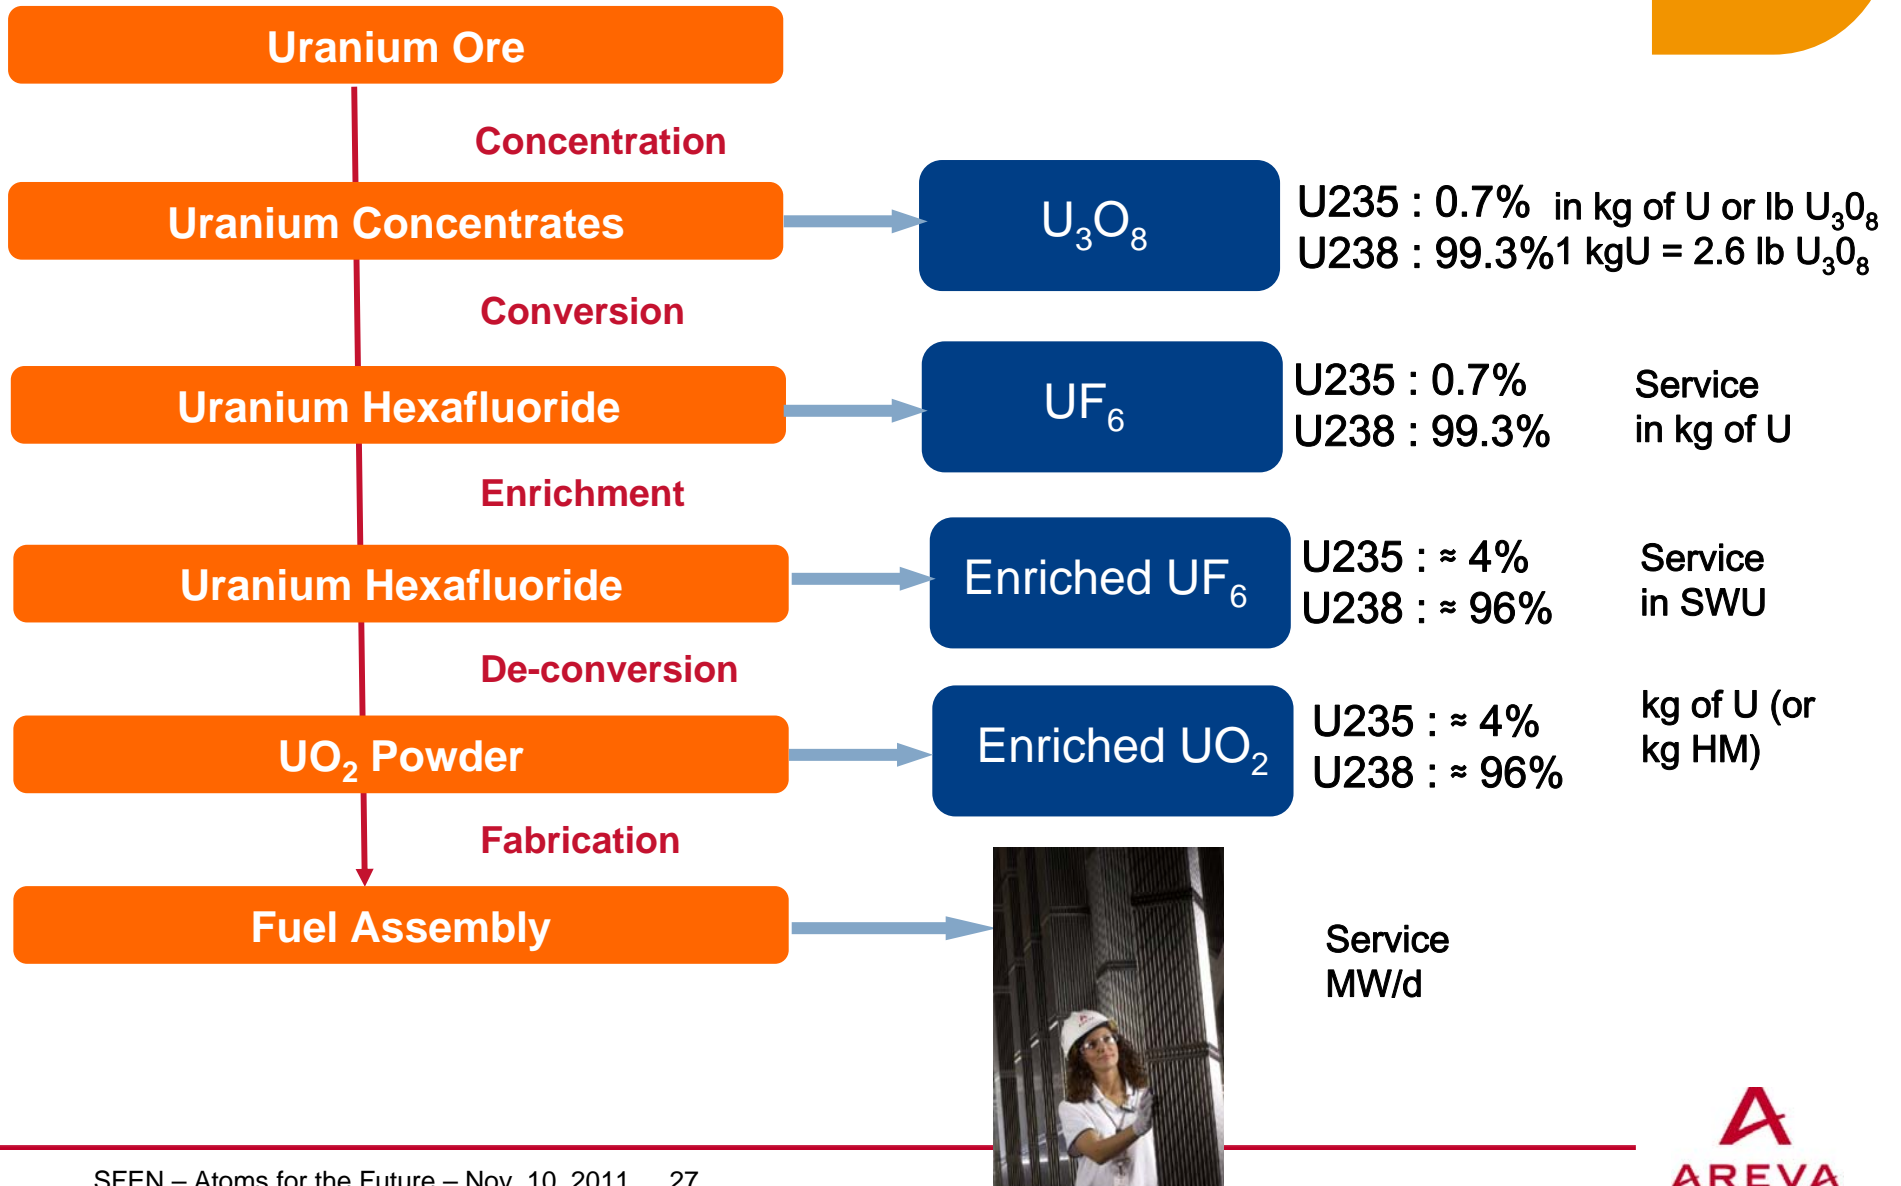 Uranium Ore
Concentration
Uranium Concentrates
U₃O₈
U235 : 0.7% in kg of U or lb U₃0₈
U238 : 99.3% 1 kgU = 2.6 lb U₃0₈
Conversion
Uranium Hexafluoride
UF₆
U235 : 0.7%
U238 : 99.3%
Service
in kg of U
Enrichment
Uranium Hexafluoride
Enriched UF₆
U235 : ≈ 4%
U238 : ≈ 96%
Service
in SWU
De-conversion
UO₂ Powder
Enriched UO₂
U235 : ≈ 4%
U238 : ≈ 96%
kg of U (or
kg HM)
Fabrication
Fuel Assembly
Service
MW/d
SFEN – Atoms for the Future – Nov. 10, 2011 27
AREVA